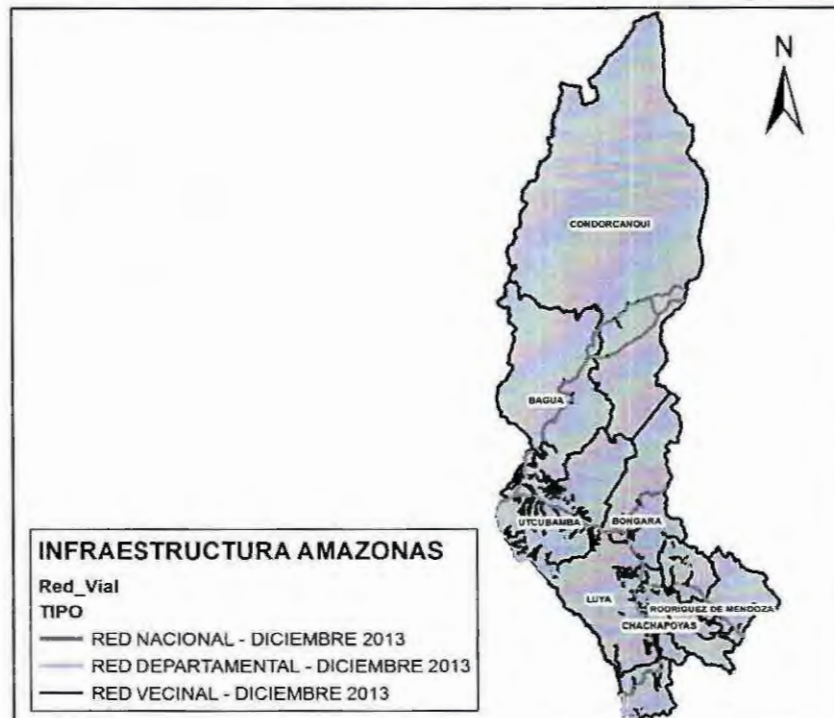 N
CONDORCANQUI
BAGUA
UTCUBAMBA
BONGARA
LUYA
RODRIGUEZ DE MENDOZA
CHACHAPOYAS
INFRAESTRUCTURA AMAZONAS
Red_Vial
TIPO
RED NACIONAL - DICIEMBRE 2013
RED DEPARTAMENTAL - DICIEMBRE 2013
RED VECINAL - DICIEMBRE 2013